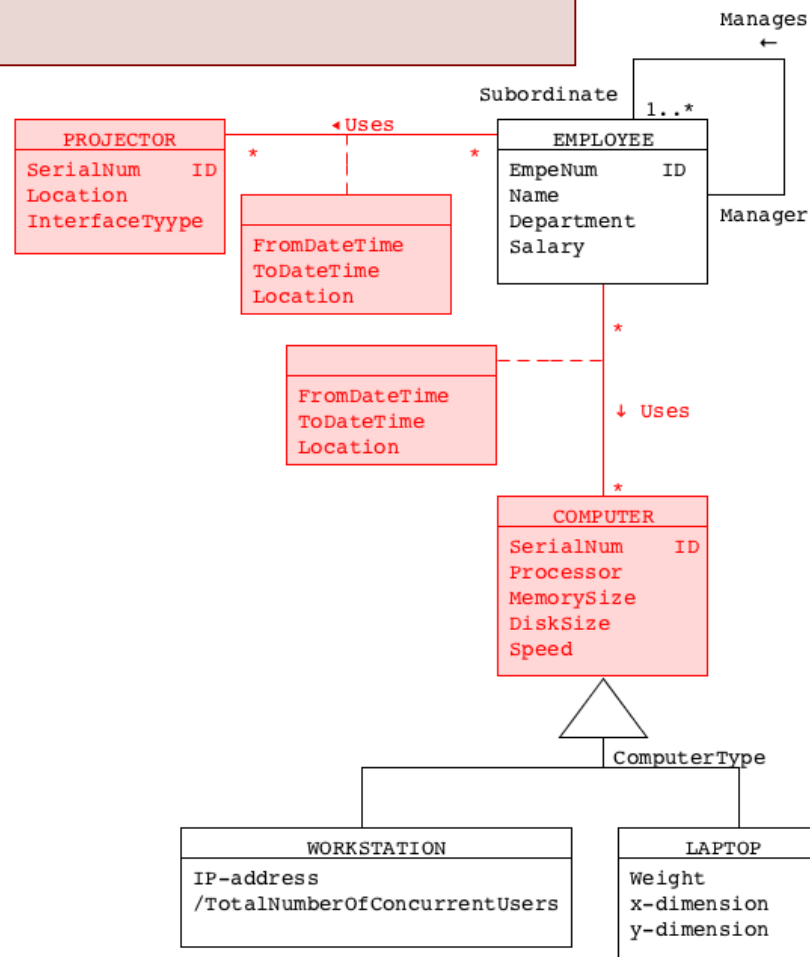 Manages
←
Subordinate
1..*
PROJECTOR
SerialNum ID
Location
InterfaceTyype
◂Uses
*
*
EMPLOYEE
EmpeNum ID
Name
Department
Salary
Manager
FromDateTime
ToDateTime
Location
*
FromDateTime
ToDateTime
Location
↓ Uses
*
COMPUTER
SerialNum ID
Processor
MemorySize
DiskSize
Speed
ComputerType
WORKSTATION
IP-address
/TotalNumberOfConcurrentUsers
LAPTOP
Weight
x-dimension
y-dimension